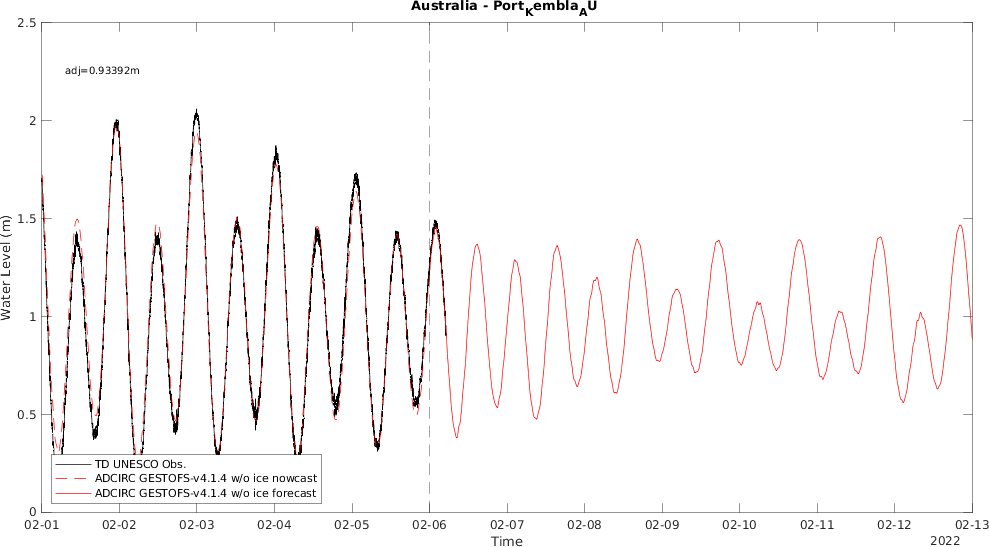 Australia - PortKemblaAU
adj=0.93392m
2.5
2
1.5
1
0.5
0
Water Level (m)
TD UNESCO Obs.
ADCIRC GESTOFS-v4.1.4 w/o ice nowcast
ADCIRC GESTOFS-v4.1.4 w/o ice forecast
02-01 02-02 02-03 02-04 02-05 02-06 02-07 02-08 02-09 02-10 02-11 02-12 02-13
Time
2022